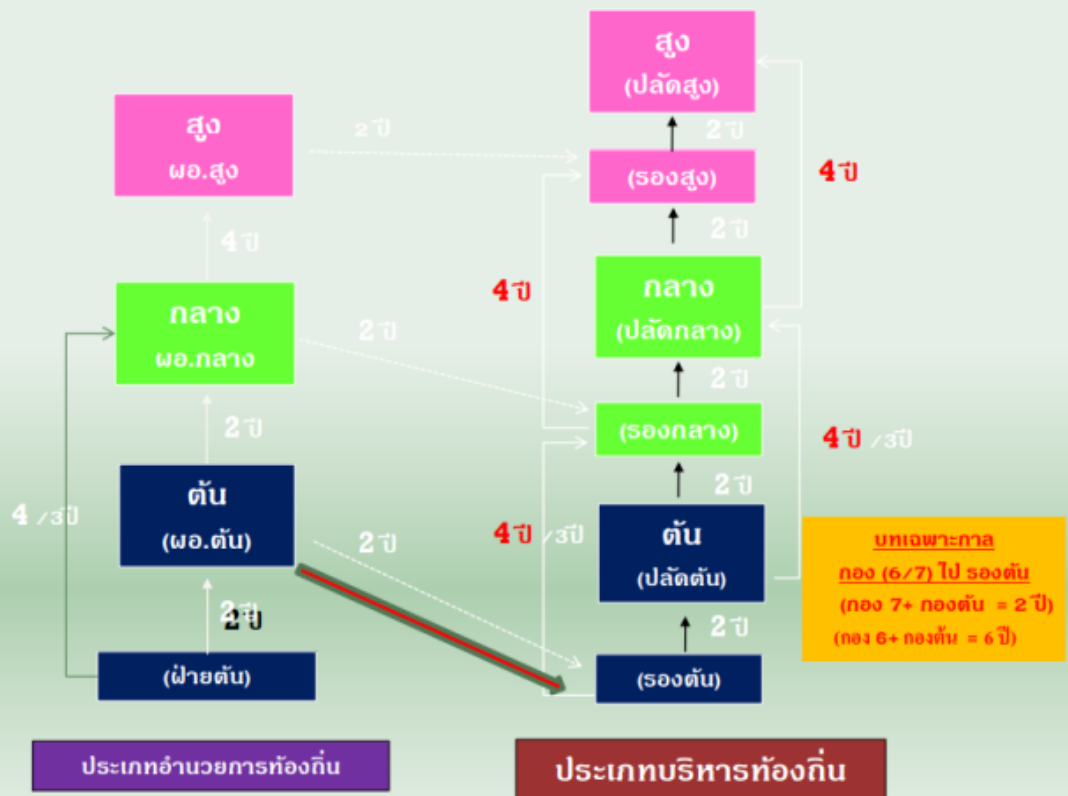 สูง
(ปลัดสูง)
2 ปี
สูง
ผอ.สูง
2 ปี
(รองสูง)
4 ปี
2 ปี
4 ปี
4 ปี
กลาง
ผอ.กลาง
2 ปี
กลาง
(ปลัดกลาง)
2 ปี
2 ปี
(รองกลาง)
4 ปี /3ปี
2 ปี
ต้น
(ผอ.ต้น)
4 /3ปี
2 ปี
4 ปี /3ปี
ต้น
(ปลัดต้น)
บทเฉพาะกาล
กอง (6/7) ไป รองต้น
(กอง 7+ กองต้น = 2 ปี)
(กอง 6+ กองต้น = 6 ปี)
2 ปี
2 ปี
(ฝ่ายต้น)
(รองต้น)
ประเภทอำนวยการท้องถิ่น
ประเภทบริหารท้องถิ่น